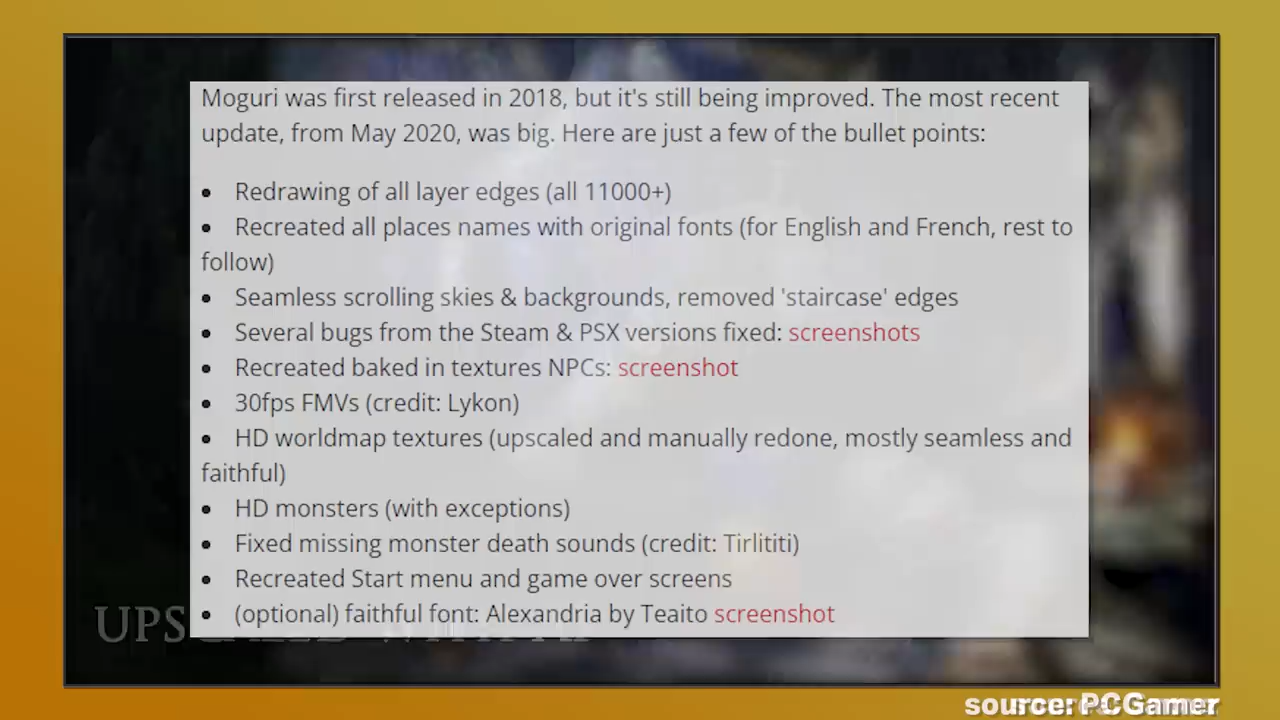 Moguri was first released in 2018, but it's still being improved. The most recent
update, from May 2020, was big. Here are just a few of the bullet points:
• Redrawing of all layer edges (all 11000+)
• Recreated all places names with original fonts (for English and French, rest to
follow)
• Seamless scrolling skies & backgrounds, removed 'staircase' edges
• Several bugs from the Steam & PSX versions fixed: screenshots
• Recreated baked in textures NPCs: screenshot
• 30fps FMVs (credit: Lykon)
• HD worldmap textures (upscaled and manually redone, mostly seamless and
faithful)
• HD monsters (with exceptions)
• Fixed missing monster death sounds (credit: Tirlititi)
• Recreated Start menu and game over screens
• (optional) faithful font: Alexandria by Teaito screenshot
source: PCGamer